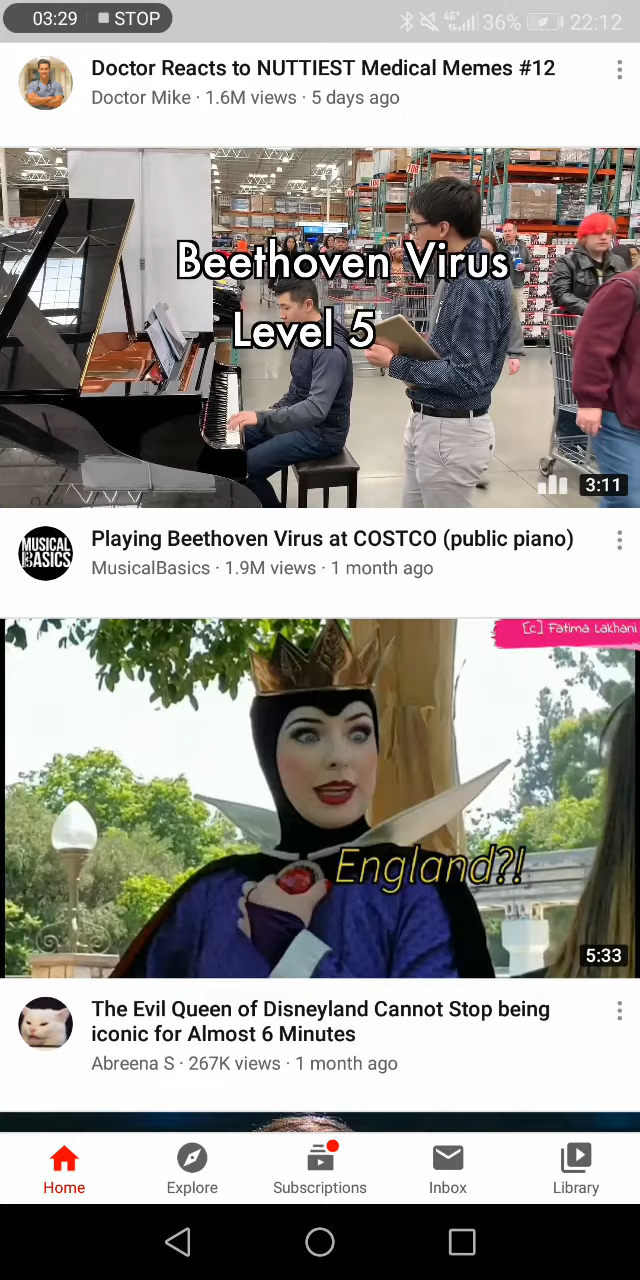 03:29 STOP 4G 36% 22:12
Doctor Reacts to NUTTIEST Medical Memes #12
Doctor Mike · 1.6M views · 5 days ago
Beethoven Virus
Level 5
3:11
MUSICAL
BASICS
Playing Beethoven Virus at COSTCO (public piano)
MusicalBasics · 1.9M views · 1 month ago
[c] Fatima Lakhani
England?!
5:33
The Evil Queen of Disneyland Cannot Stop being
iconic for Almost 6 Minutes
Abreena S · 267K views · 1 month ago
Home Explore Subscriptions Inbox Library